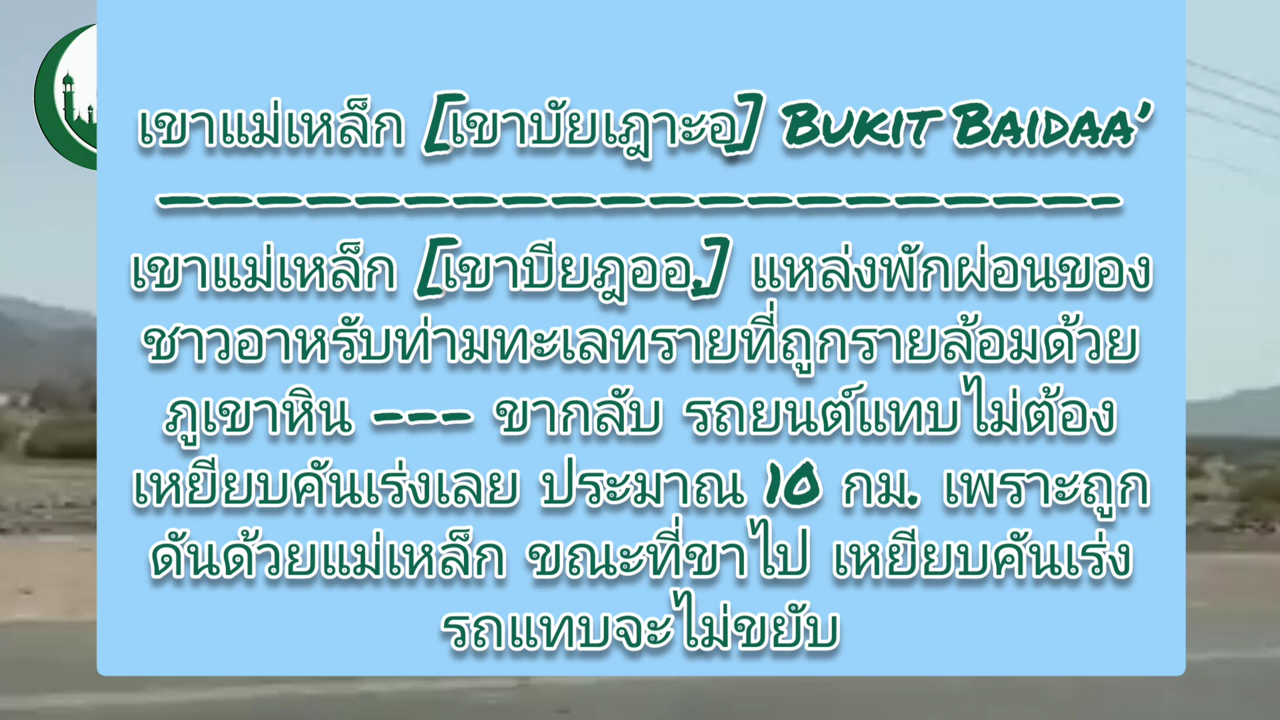 เขาแม่เหล็ก [เขาบัยเฎาะอ] Bukit Baidaa’
––––––––––––––––––––
เขาแม่เหล็ก [เขาบียฎออ.] แหล่งพักผ่อนของ
ชาวอาหรับท่ามทะเลทรายที่ถูกรายล้อมด้วย
ภูเขาหิน --- ขากลับ รถยนต์แทบไม่ต้อง
เหยียบคันเร่งเลย ประมาณ 10 กม. เพราะถูก
ดันด้วยแม่เหล็ก ขณะที่ขาไป เหยียบคันเร่ง
รถแทบจะไม่ขยับ